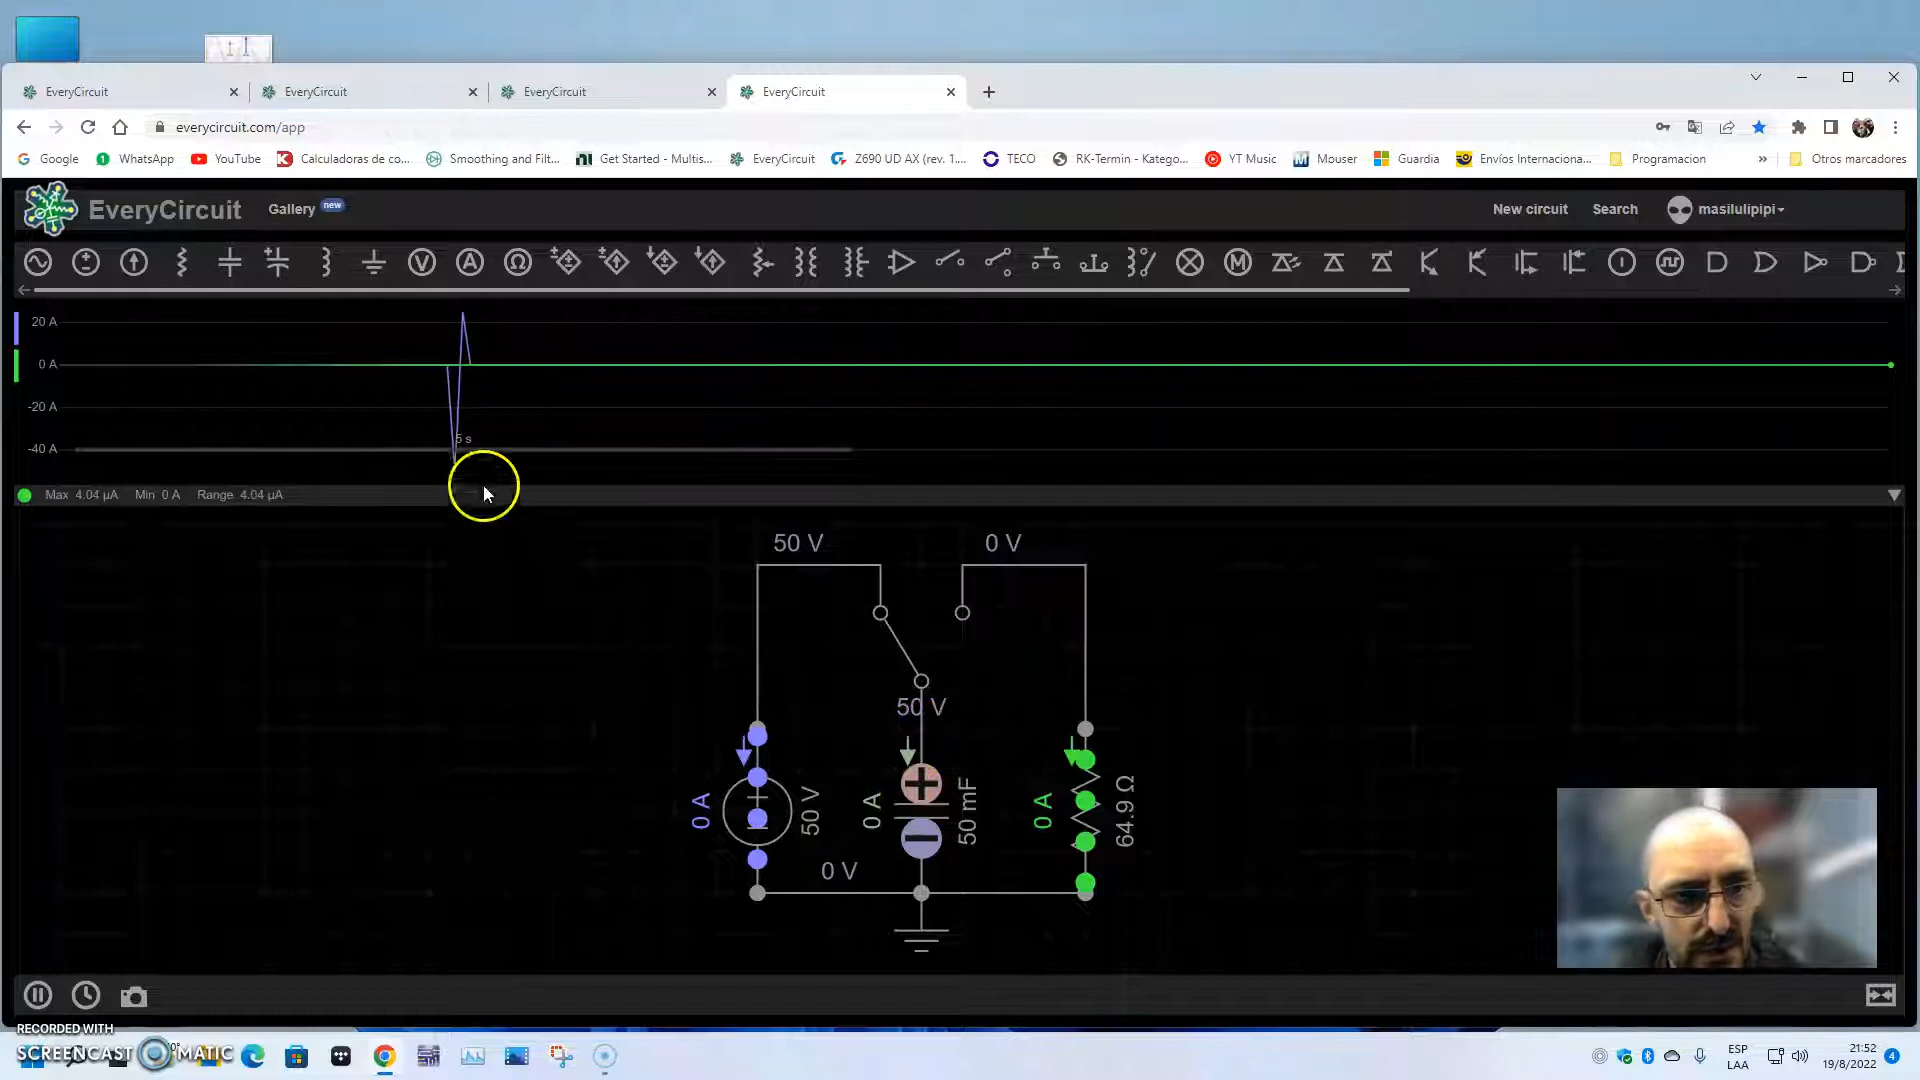 EveryCircuit
EveryCircuit
EveryCircuit
EveryCircuit
everycircuit.com/app
Google
WhatsApp
YouTube
Calculadoras de co...
Smoothing and Filt...
Get Started - Multis...
EveryCircuit
Z690 UD AX (rev. 1....
TECO
RK-Termin - Katego...
YT Music
Mouser
Guardia
Envíos Internaciona...
Programacion
»
Otros marcadores
EveryCircuit
Gallery new
New circuit
Search
masilulipipi
20 A
0 A
-20 A
-40 A
5 s
Max 4.04 µA Min 0 A Range 4.04 µA
50 V
0 V
50 V
0 A
50 V
0 A
50 mF
0 A
64.9 Ω
0 V
RECORDED WITH
SCREENCAST MATIC
ESP
LAA
21:52
19/8/2022
4